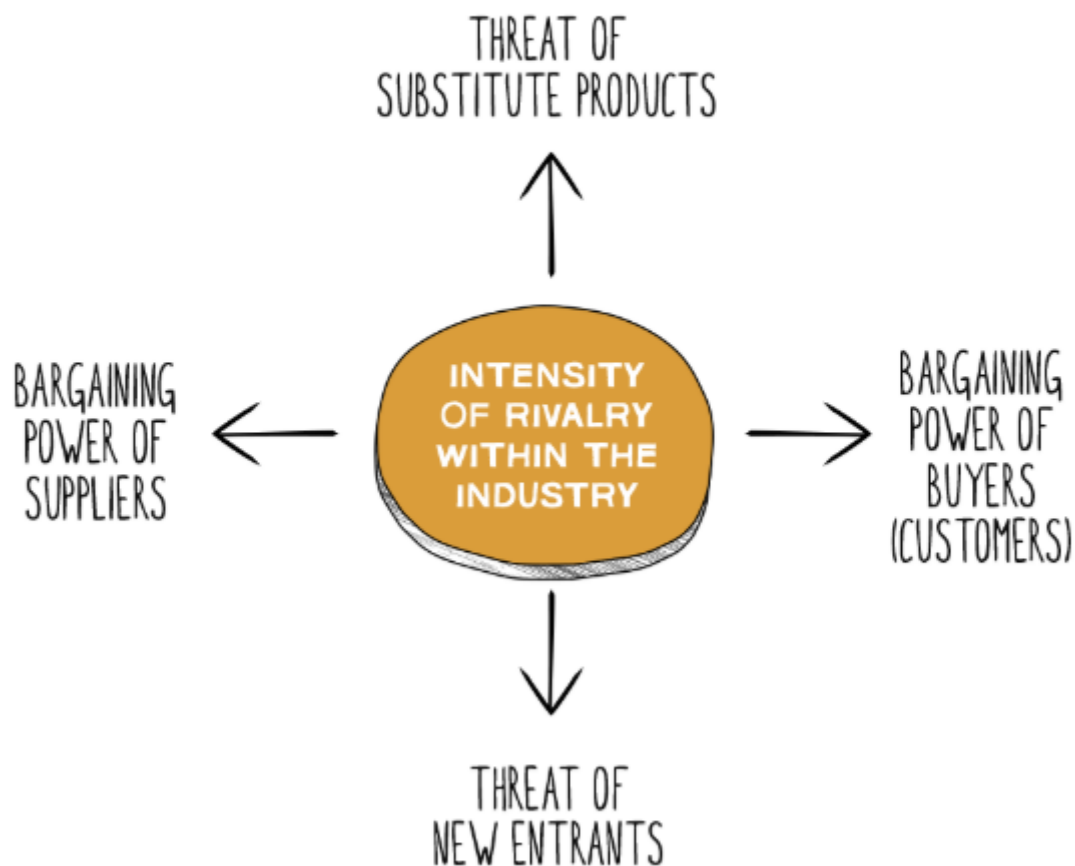 THREAT OF
SUBSTITUTE PRODUCTS
BARGAINING
POWER OF
SUPPLIERS
INTENSITY
OF RIVALRY
WITHIN THE
INDUSTRY
BARGAINING
POWER OF
BUYERS
(CUSTOMERS)
THREAT OF
NEW ENTRANTS